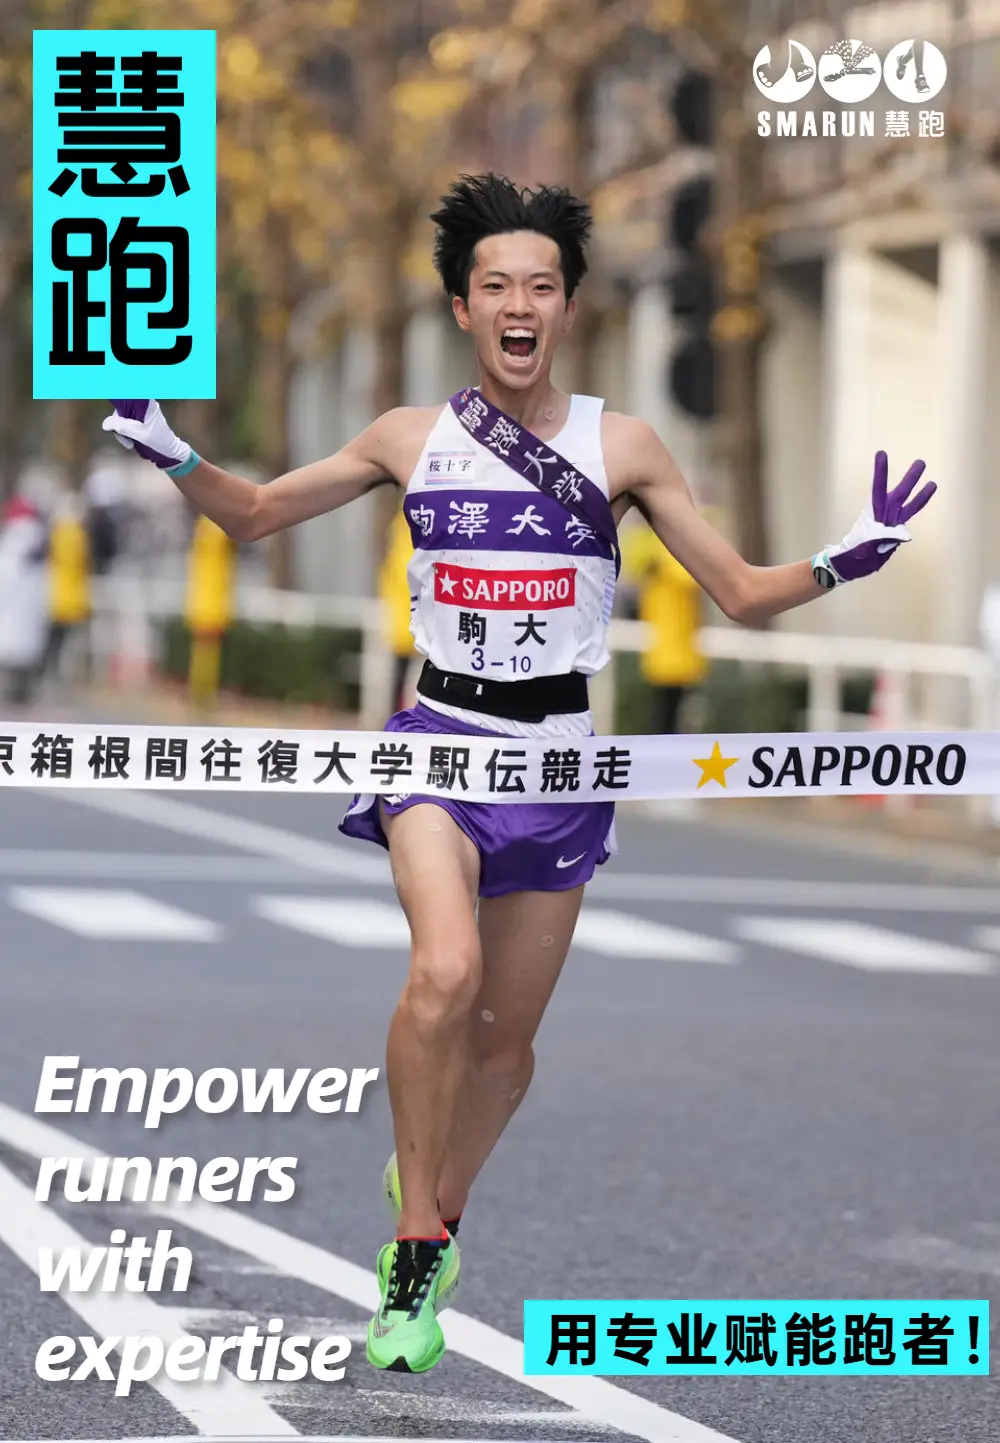 慧
跑
SMARUN 慧跑
駒澤大学
桜十字
駒澤大学
SAPPORO
駒大
3-10
京箱根間往復大学駅伝競走 SAPPORO
Empower
runners
with
expertise
用专业赋能跑者!